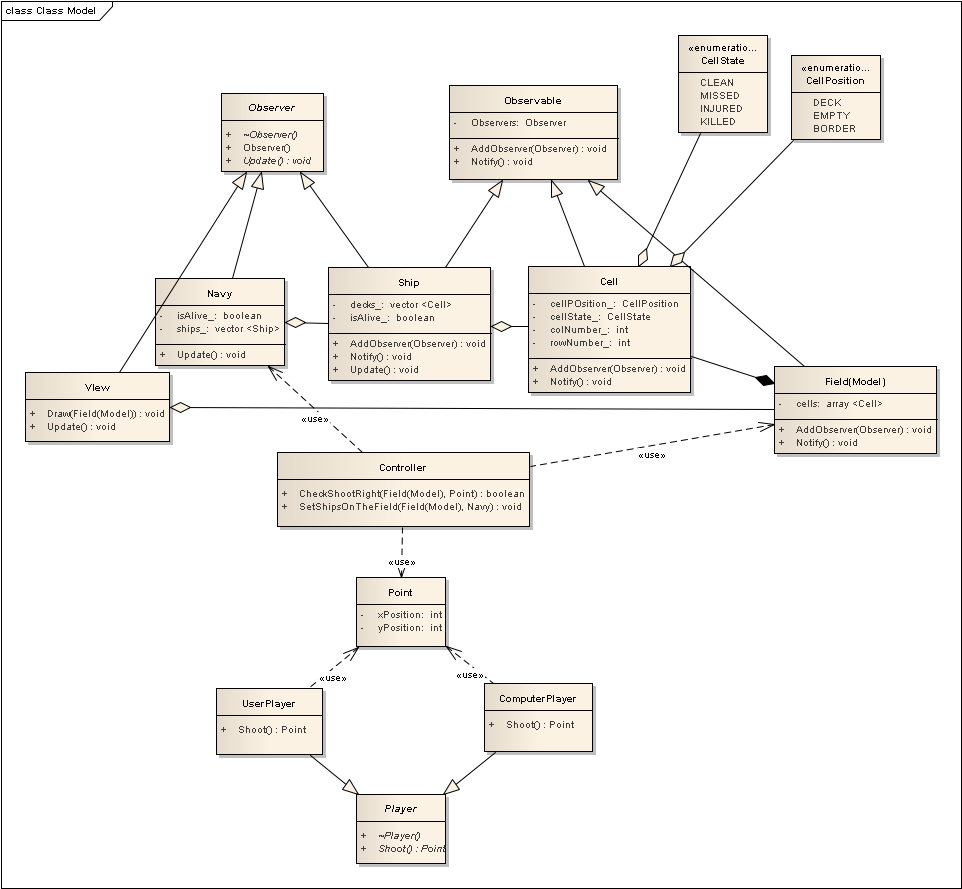 class Class Model
«enumeratio...
CellState
CLEAN
MISSED
INJURED
KILLED
«enumeratio...
CellPosition
DECK
EMPTY
BORDER
Observer
+ ~Observer()
+ Observer()
+ Update() : void
Observable
- Observers: Observer
+ AddObserver(Observer) : void
+ Notify() : void
Navy
- isAlive_: boolean
- ships_: vector <Ship>
+ Update() : void
Ship
- decks_: vector <Cell>
- isAlive_: boolean
+ AddObserver(Observer) : void
+ Notify() : void
+ Update() : void
Cell
- cellPOsition_: CellPosition
- cellState_: CellState
- colNumber_: int
- rowNumber_: int
+ AddObserver(Observer) : void
+ Notify() : void
View
+ Draw(Field(Model)) : void
+ Update() : void
Field(Model)
- cells: array <Cell>
+ AddObserver(Observer) : void
+ Notify() : void
«use»
«use»
Controller
+ CheckShootRight(Field(Model), Point) : boolean
+ SetShipsOnTheField(Field(Model), Navy) : void
«use»
Point
- xPosition: int
- yPosition: int
«use»
«use»
UserPlayer
+ Shoot() : Point
ComputerPlayer
+ Shoot() : Point
Player
+ ~Player()
+ Shoot() : Point